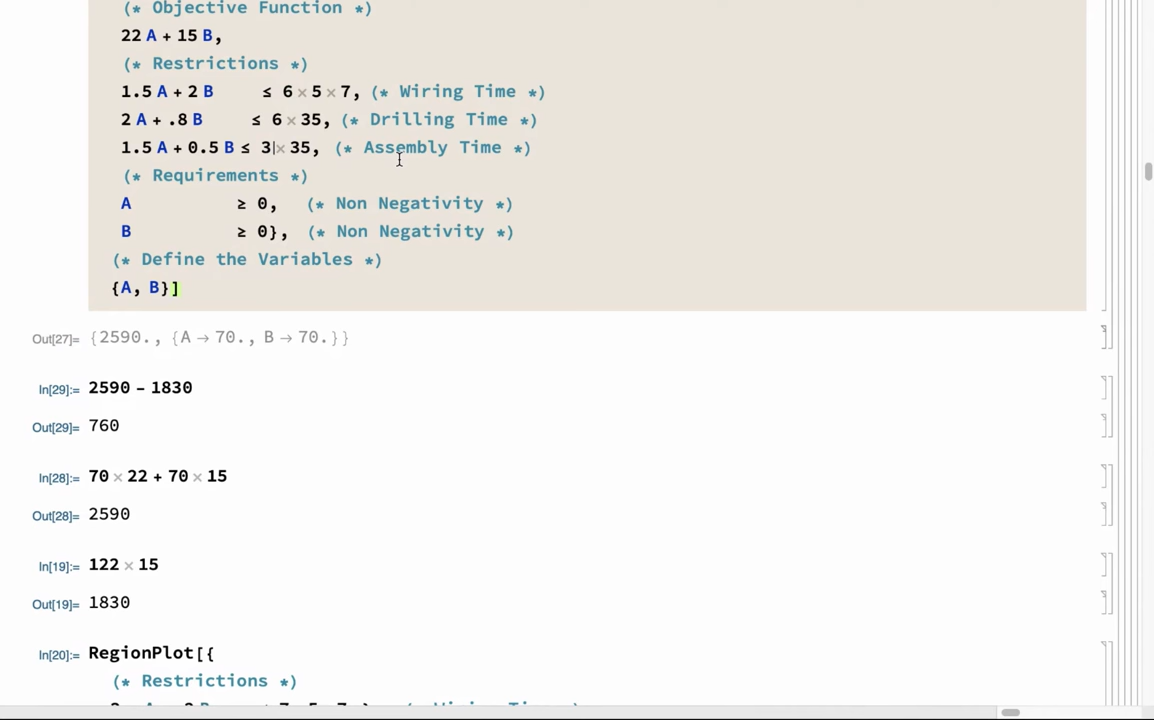 (* Objective Function *)
22 A + 15 B,
(* Restrictions *)
1.5 A + 2 B ≤ 6 × 5 × 7, (* Wiring Time *)
2 A + .8 B ≤ 6 × 35, (* Drilling Time *)
1.5 A + 0.5 B ≤ 3 × 35, (* Assembly Time *)
(* Requirements *)
A ≥ 0, (* Non Negativity *)
B ≥ 0}, (* Non Negativity *)
(* Define the Variables *)
{A, B}]
Out[27]= {2590., {A → 70., B → 70.}}
In[29]:= 2590 - 1830
Out[29]= 760
In[28]:= 70 × 22 + 70 × 15
Out[28]= 2590
In[19]:= 122 × 15
Out[19]= 1830
In[20]:= RegionPlot[{
(* Restrictions *)